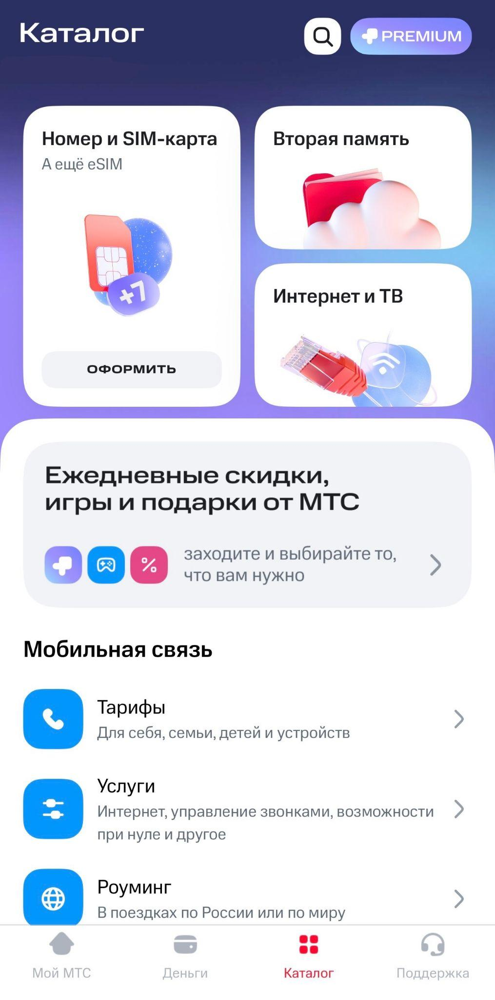 Каталог
PREMIUM
Номер и SIM-карта
А ещё eSIM
+7
ОФОРМИТЬ
Вторая память
Интернет и ТВ
Ежедневные скидки,
игры и подарки от МТС
заходите и выбирайте то,
что вам нужно
Мобильная связь
Тарифы
Для себя, семьи, детей и устройств
Услуги
Интернет, управление звонками, возможности
при нуле и другое
Роуминг
В поездках по России или по миру
Мой МТС
Деньги
Каталог
Поддержка